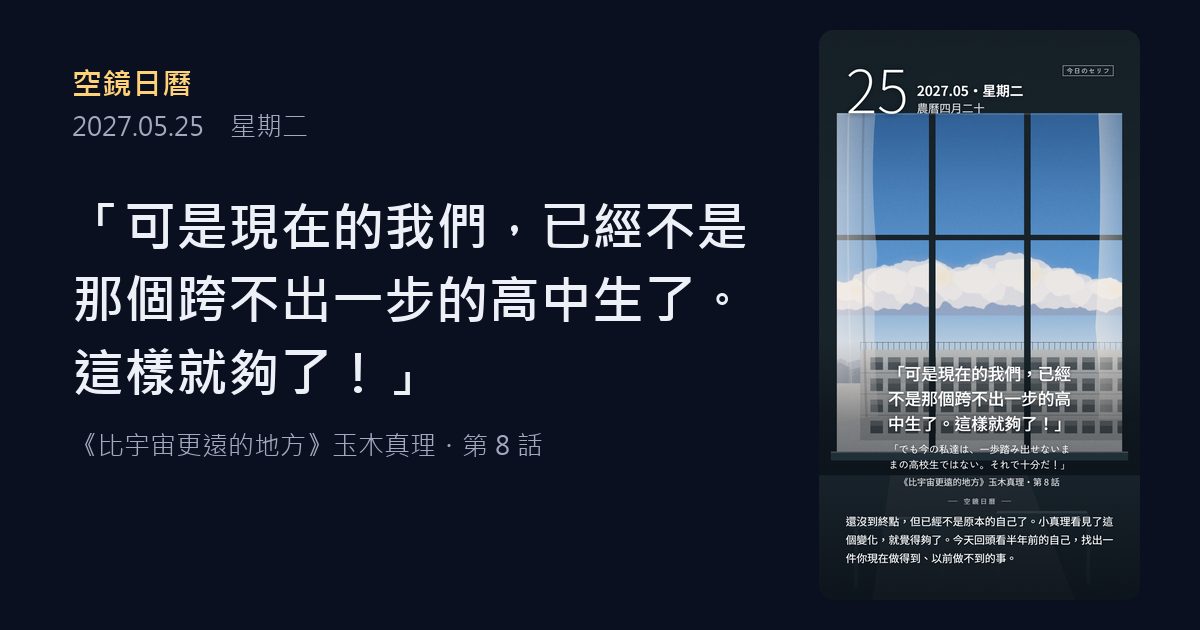 空鏡日曆
2027.05.25 星期二
「可是現在的我們，已經不是
那個跨不出一步的高中生了。
這樣就夠了！」
《比宇宙更遠的地方》玉木真理・第 8 話
今日のセリフ
25
2027.05・星期二
農曆四月二十
「可是現在的我們，已經
不是那個跨不出一步的高
中生了。這樣就夠了！」
「でも今の私達は、一歩踏み出せないま
まの高校生ではない。それで十分だ！」
《比宇宙更遠的地方》玉木真理・第 8 話
— 空鏡日曆 —
還沒到終點，但已經不是原本的自己了。小真理看見了這
個變化，就覺得夠了。今天回頭看半年前的自己，找出一
件你現在做得到、以前做不到的事。